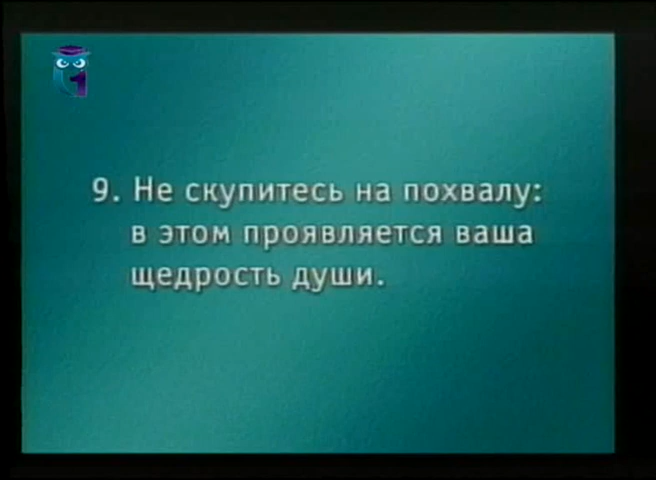 9. Не скупитесь на похвалу:
в этом проявляется ваша
щедрость души.